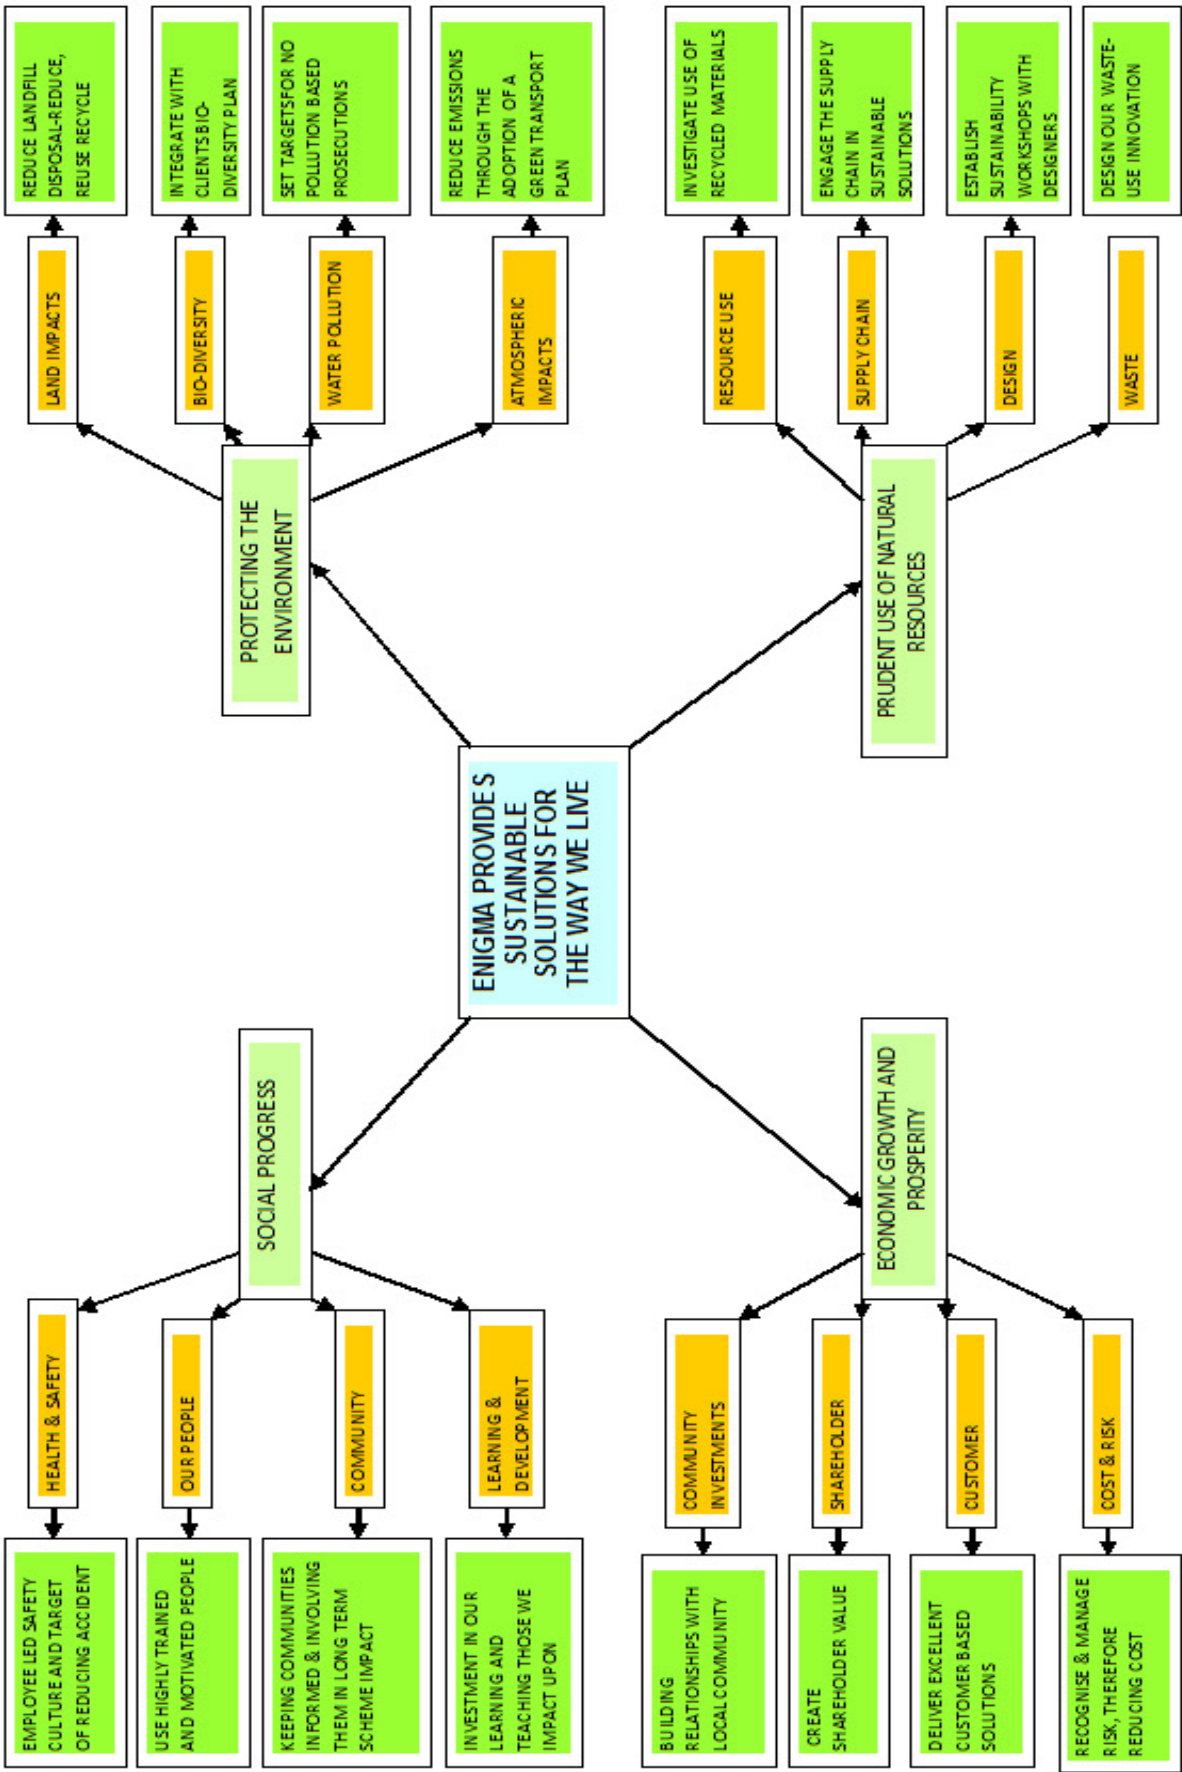 EMPLOYEE LED SAFETY
CULTURE AND TARGET
OF REDUCING ACCIDENT
HEALTH & SAFETY
USE HIGHLY TRAINED
AND MOTIVATED PEOPLE
OUR PEOPLE
KEEPING COMMUNITIES
INFORMED & INVOLVING
THEM IN LONG TERM
SCHEME IMPACT
COMMUNITY
INVESTMENT IN OUR
LEARNING AND
TEACHING THOSE WE
IMPACT UPON
LEARNING &
DEVELOPMENT
SOCIAL PROGRESS
PROTECTING THE
ENVIRONMENT
LAND IMPACTS
REDUCE LANDFILL
DISPOSAL-REDUCE,
REUSE RECYCLE
BIO-DIVERSITY
INTEGRATE WITH
CLIENTS BIO-
DIVERSITY PLAN
WATER POLLUTION
SET TARGETSFOR NO
POLLUTION BASED
PROSECUTIONS
ATMOSPHERIC
IMPACTS
REDUCE EMISSIONS
THROUGH THE
ADOPTION OF A
GREEN TRANSPORT
PLAN
ENIGMA PROVIDES
SUSTAINABLE
SOLUTIONS FOR
THE WAY WE LIVE
BUILDING
RELATIONSHIPS WITH
LOCAL COMMUNITY
COMMUNITY
INVESTMENTS
CREATE
SHAREHOLDER VALUE
SHAREHOLDER
DELIVER EXCELLENT
CUSTOMER BASED
SOLUTIONS
CUSTOMER
RECOGNISE & MANAGE
RISK, THEREFORE
REDUCING COST
COST & RISK
ECONOMIC GROWTH AND
PROSPERITY
PRUDENT USE OF NATURAL
RESOURCES
RESOURCE USE
INVESTIGATE USE OF
RECYCLED MATERIALS
SUPPLY CHAIN
ENGAGE THE SUPPLY
CHAIN IN
SUSTAINABLE
SOLUTIONS
DESIGN
ESTABLISH
SUSTAINABILITY
WORKSHOPS WITH
DESIGNERS
WASTE
DESIGN OUR WASTE-
USE INNOVATION